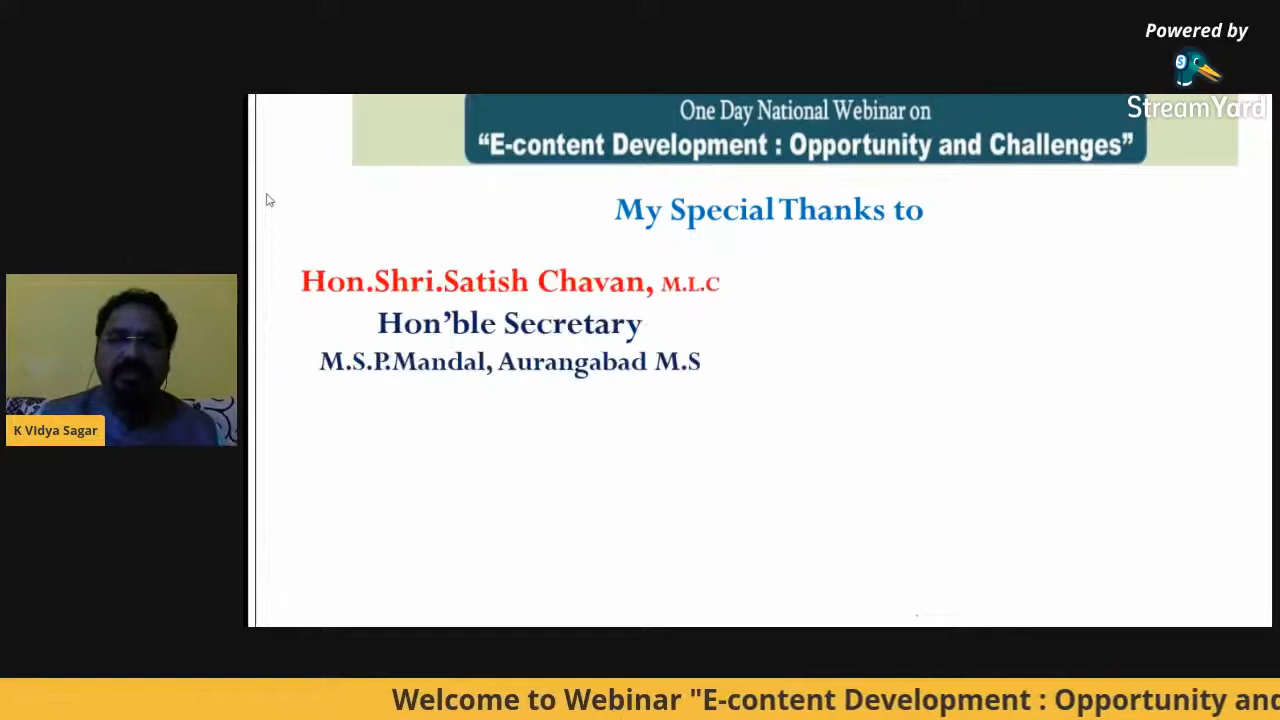 Powered by
StreamYard
One Day National Webinar on
“E-content Development : Opportunity and Challenges”
My Special Thanks to
Hon.Shri.Satish Chavan, M.L.C
Hon’ble Secretary
M.S.P.Mandal, Aurangabad M.S
K Vidya Sagar
Welcome to Webinar "E-content Development : Opportunity and